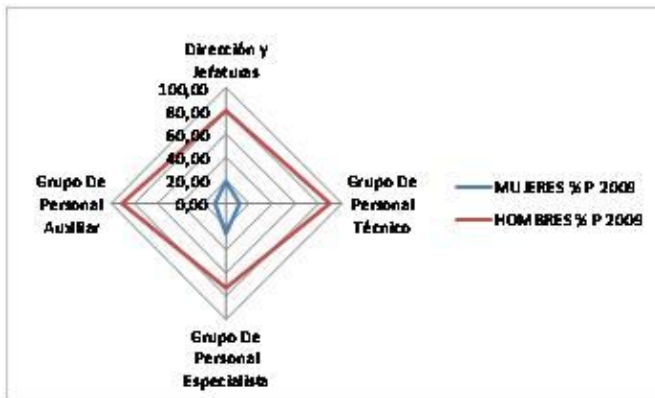 Dirección y
Jefaturas
100,00
80,00
60,00
40,00
20,00
0,00
Grupo De
Personal
Auxiliar
Grupo De
Personal
Técnico
Grupo De
Personal
Especialista
MUJERES % P 2009
HOMBRES % P 2009